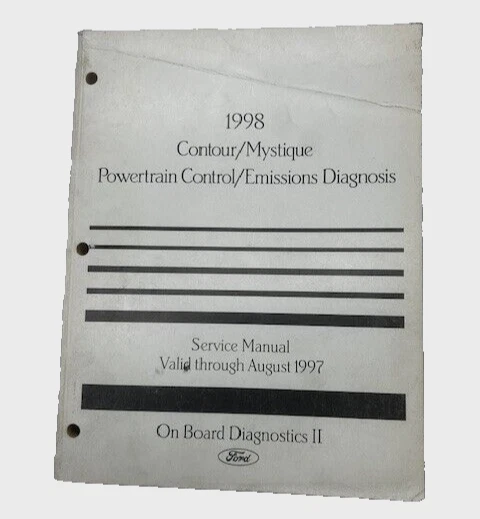 1998
Contour/Mystique
Powertrain Control/Emissions Diagnosis
Service Manual
Valid through August 1997
On Board Diagnostics II
Ford